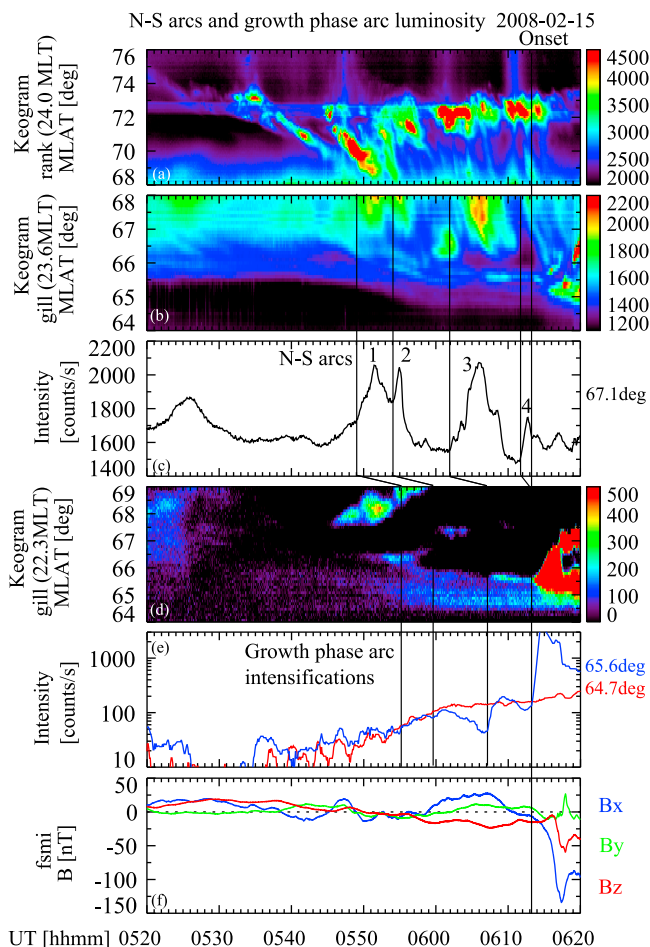 N-S arcs and growth phase arc luminosity 2008-02-15
Onset
Keogram
rank (24.0 MLT)
MLAT [deg]
76
74
72
70
68
(a)
4500
4000
3500
3000
2500
2000
Keogram
gill (23.6MLT)
MLAT [deg]
67
66
65
64
(b)
2200
2000
1800
1600
1400
1200
Intensity
[counts/s]
2200
2000
1800
1600
1400
N-S arcs
1
2
3
4
(c)
67.1deg
Keogram
gill (22.3MLT)
MLAT [deg]
69
68
67
66
65
64
(d)
500
400
300
200
100
0
Intensity
[counts/s]
1000
100
10
(e)
Growth phase arc
intensifications
65.6deg
64.7deg
fsmi
B [nT]
50
25
0
-50
-100
-150
(f)
Bx
By
Bz
UT [hhmm] 0520 0530 0540 0550 0600 0610 0620